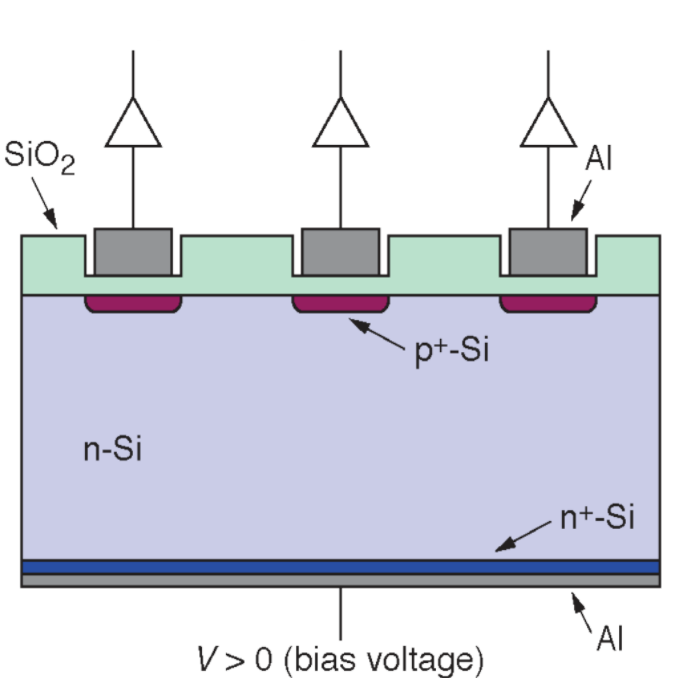 SiO₂
Al
p⁺-Si
n-Si
n⁺-Si
Al
V > 0 (bias voltage)